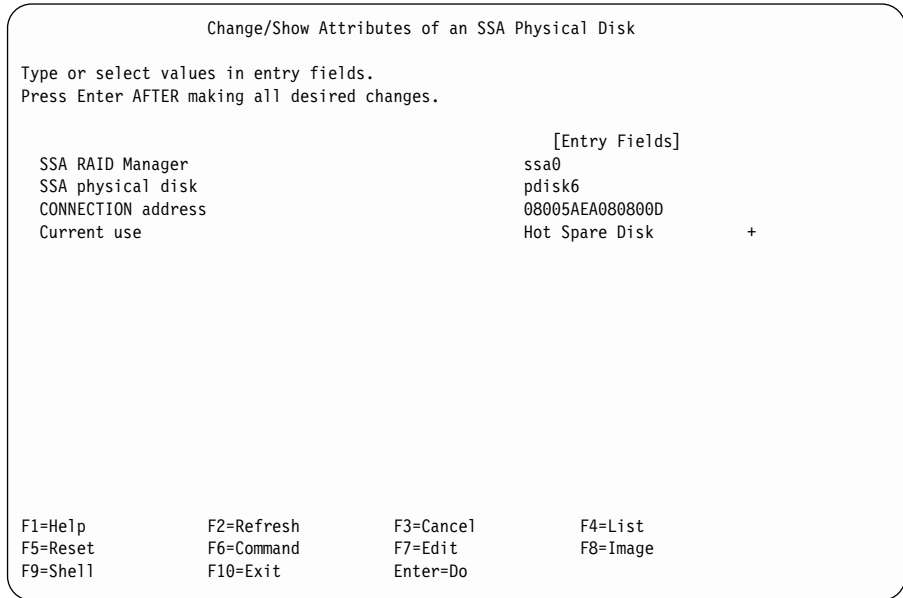 Change/Show Attributes of an SSA Physical Disk
Type or select values in entry fields.
Press Enter AFTER making all desired changes.
[Entry Fields]
SSA RAID Manager ssa0
SSA physical disk pdisk6
CONNECTION address 08005AEA080800D
Current use Hot Spare Disk +
F1=Help F2=Refresh F3=Cancel F4=List
F5=Reset F6=Command F7=Edit F8=Image
F9=Shell F10=Exit Enter=Do